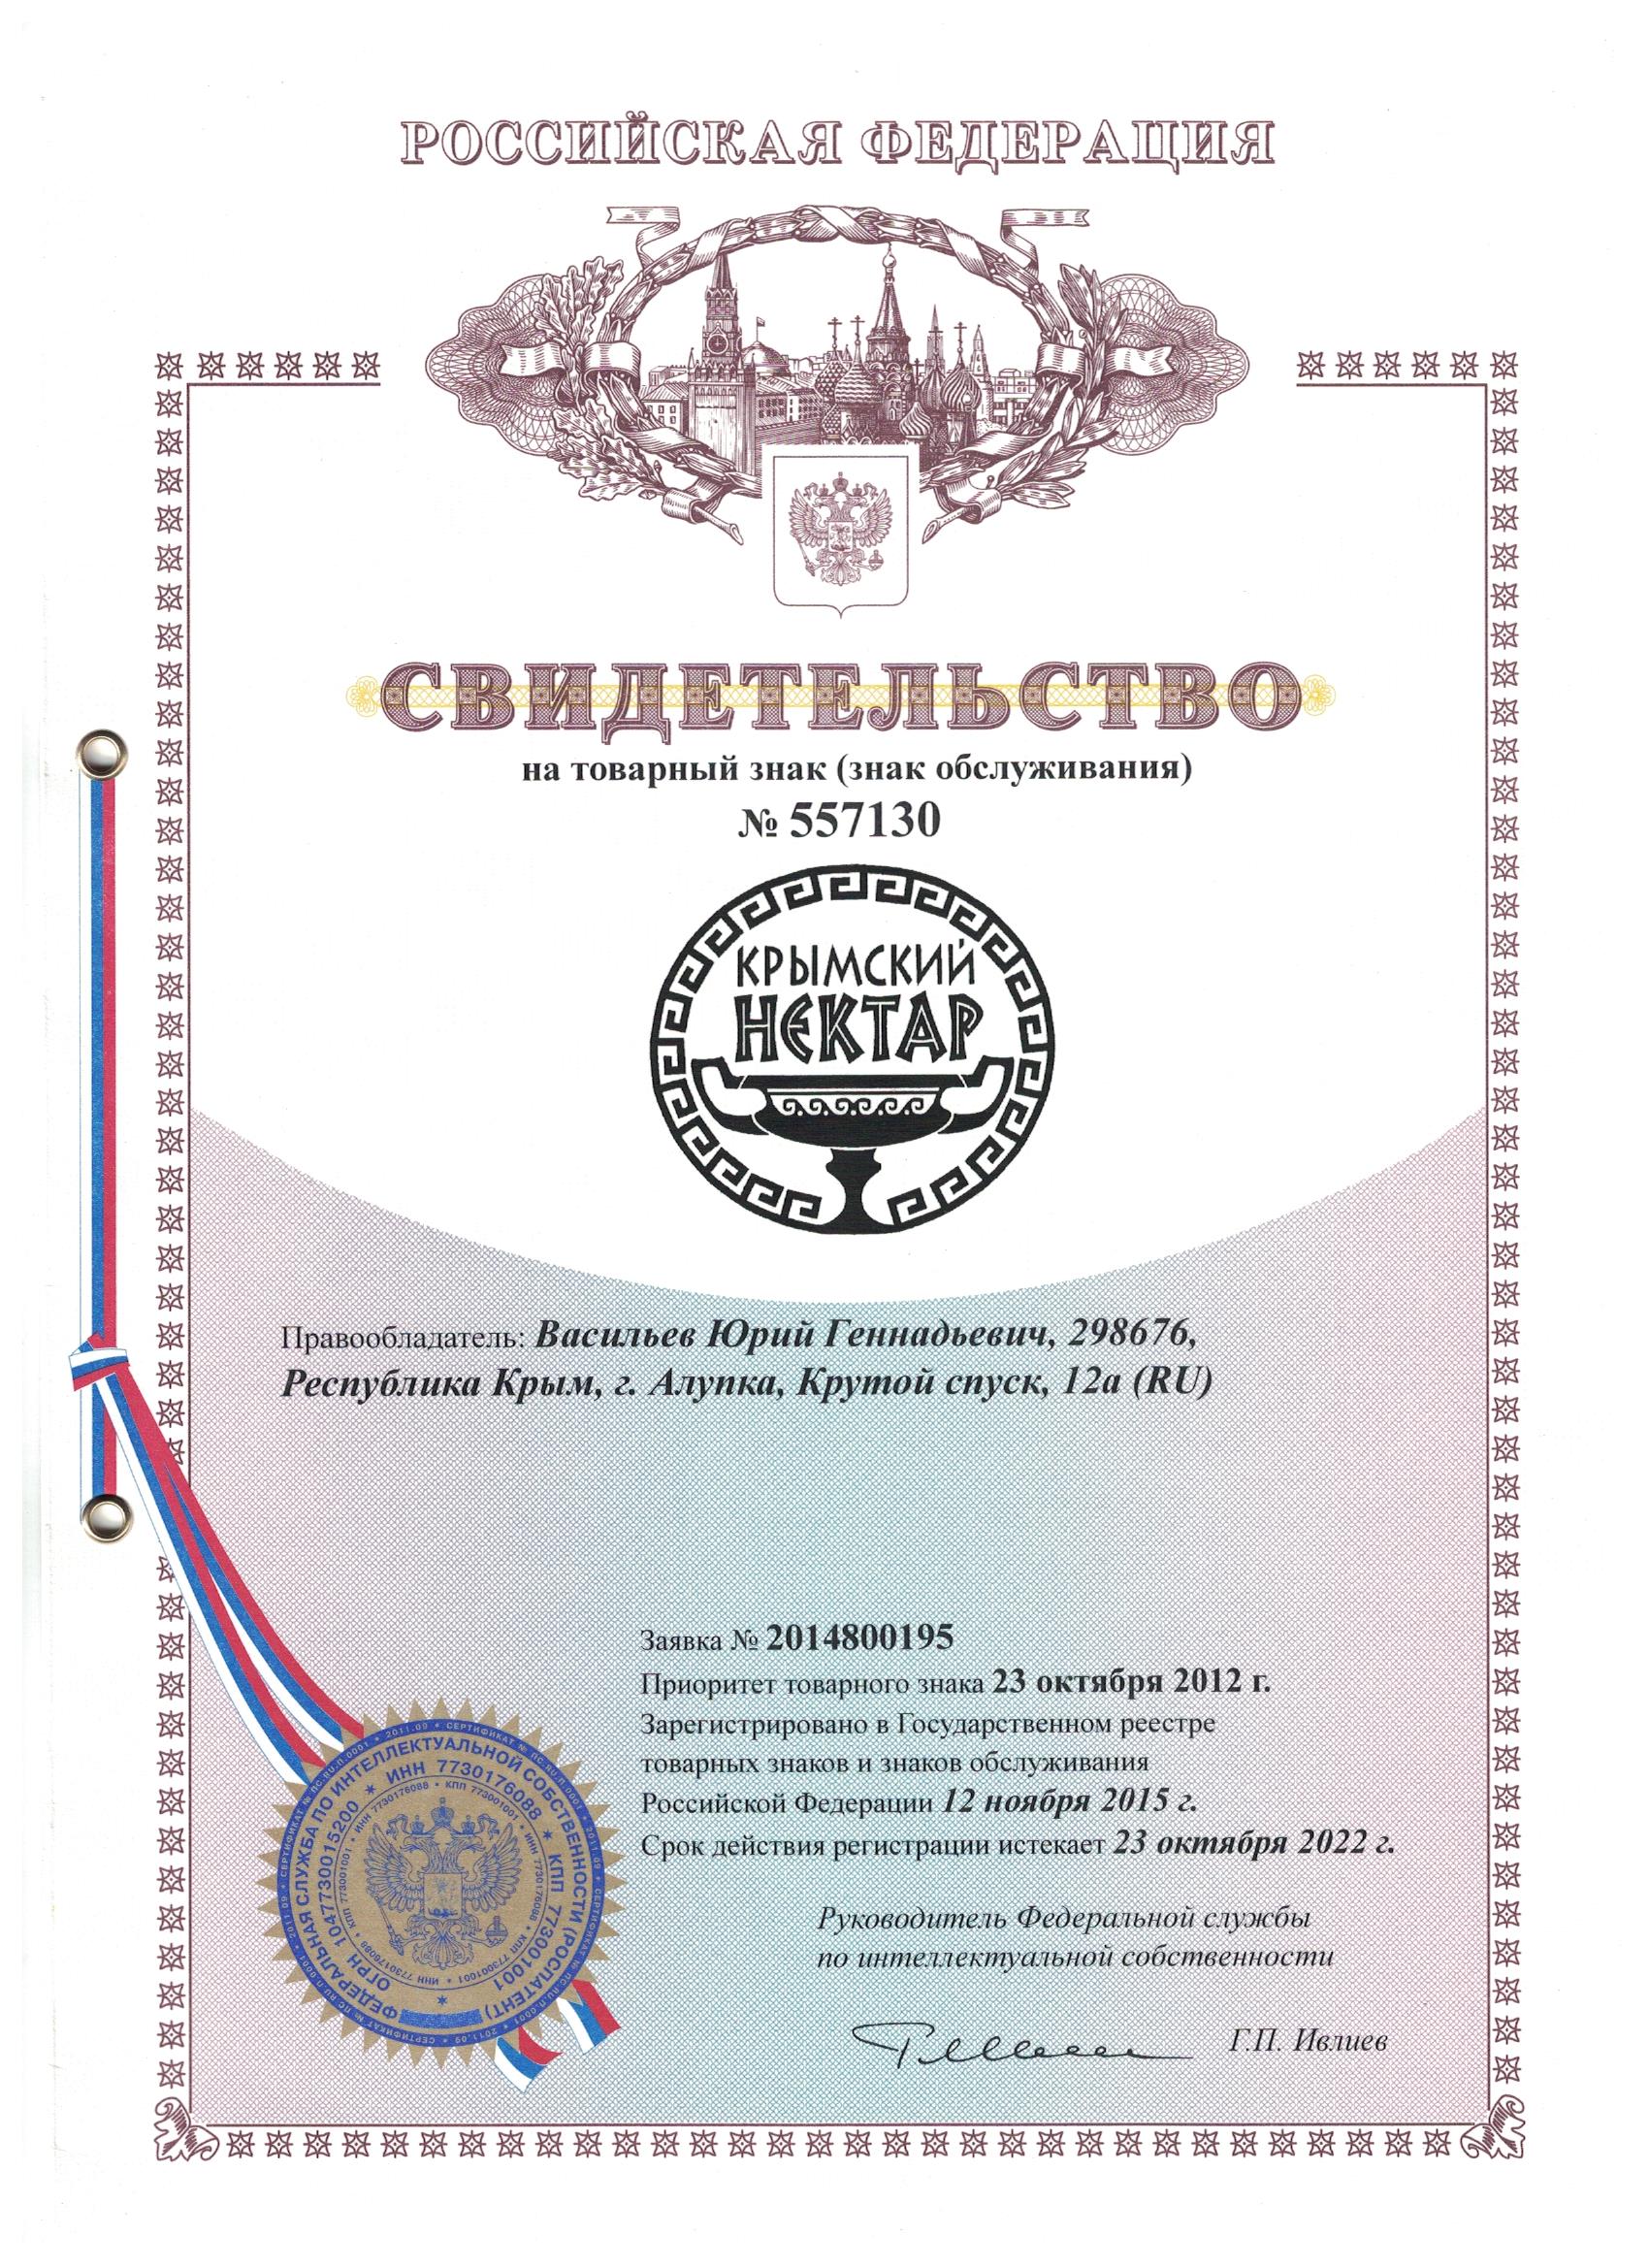 РОССИЙСКАЯ ФЕДЕРАЦИЯ
СВИДЕТЕЛЬСТВО
на товарный знак (знак обслуживания)
№ 557130
КРЫМСКИЙ
НЕКТАР
Правообладатель: Васильев Юрий Геннадьевич, 298676,
Республика Крым, г. Алупка, Крутой спуск, 12а (RU)
Заявка № 2014800195
Приоритет товарного знака 23 октября 2012 г.
Зарегистрировано в Государственном реестре
товарных знаков и знаков обслуживания
Российской Федерации 12 ноября 2015 г.
Срок действия регистрации истекает 23 октября 2022 г.
Руководитель Федеральной службы
по интеллектуальной собственности
Г.П. Ивлиев
ФЕДЕРАЛЬНАЯ СЛУЖБА ПО ИНТЕЛЛЕКТУАЛЬНОЙ СОБСТВЕННОСТИ (РОСПАТЕНТ)
ОГРН 1047730015200 * ИНН 7730176088 * КПП 773001001